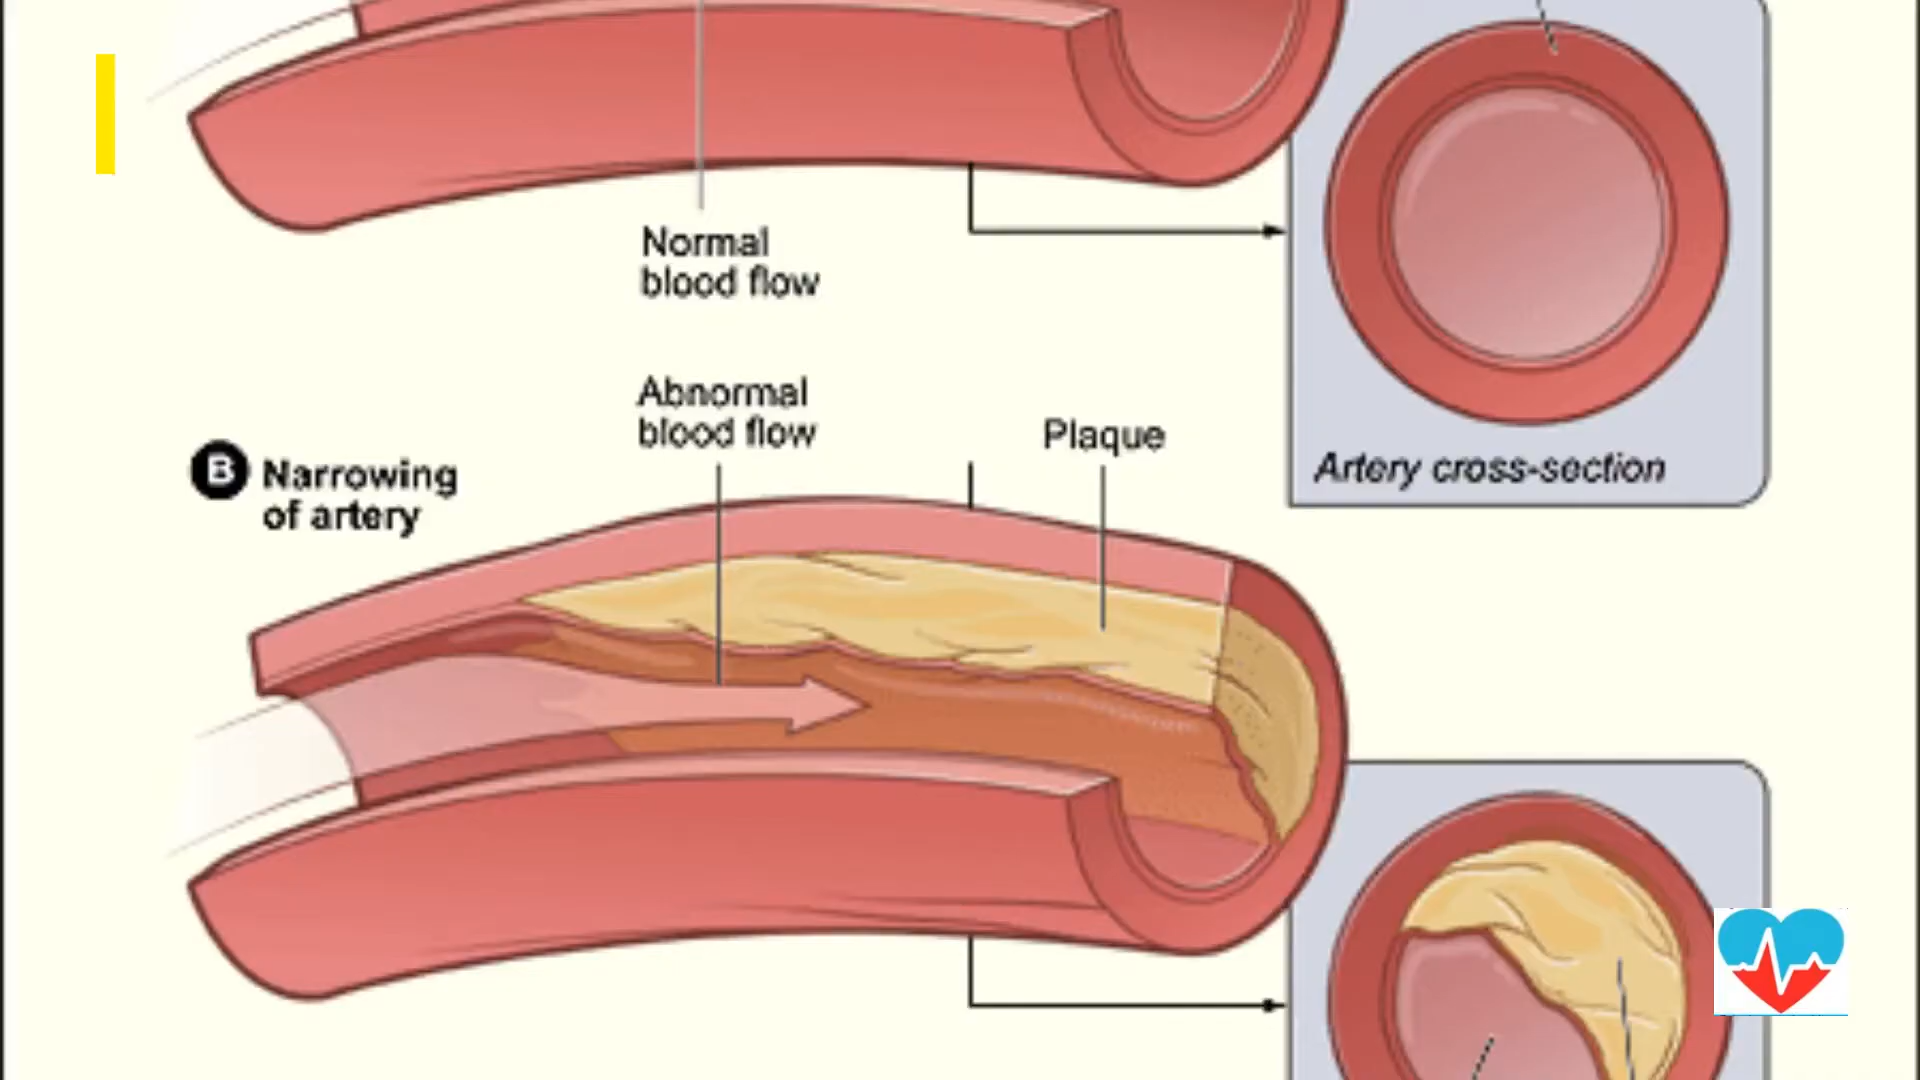 Normal
blood flow
Abnormal
blood flow
Plaque
Artery cross-section
B Narrowing
of artery